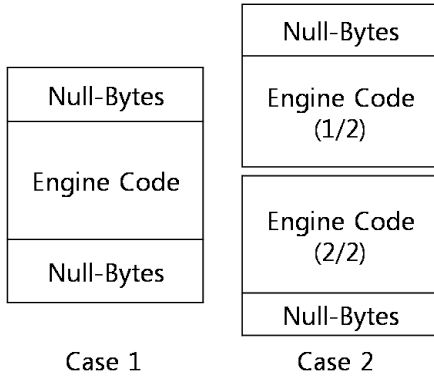 Null-Bytes
Engine Code
Null-Bytes
Case 1
Null-Bytes
Engine Code
(1/2)
Engine Code
(2/2)
Null-Bytes
Case 2